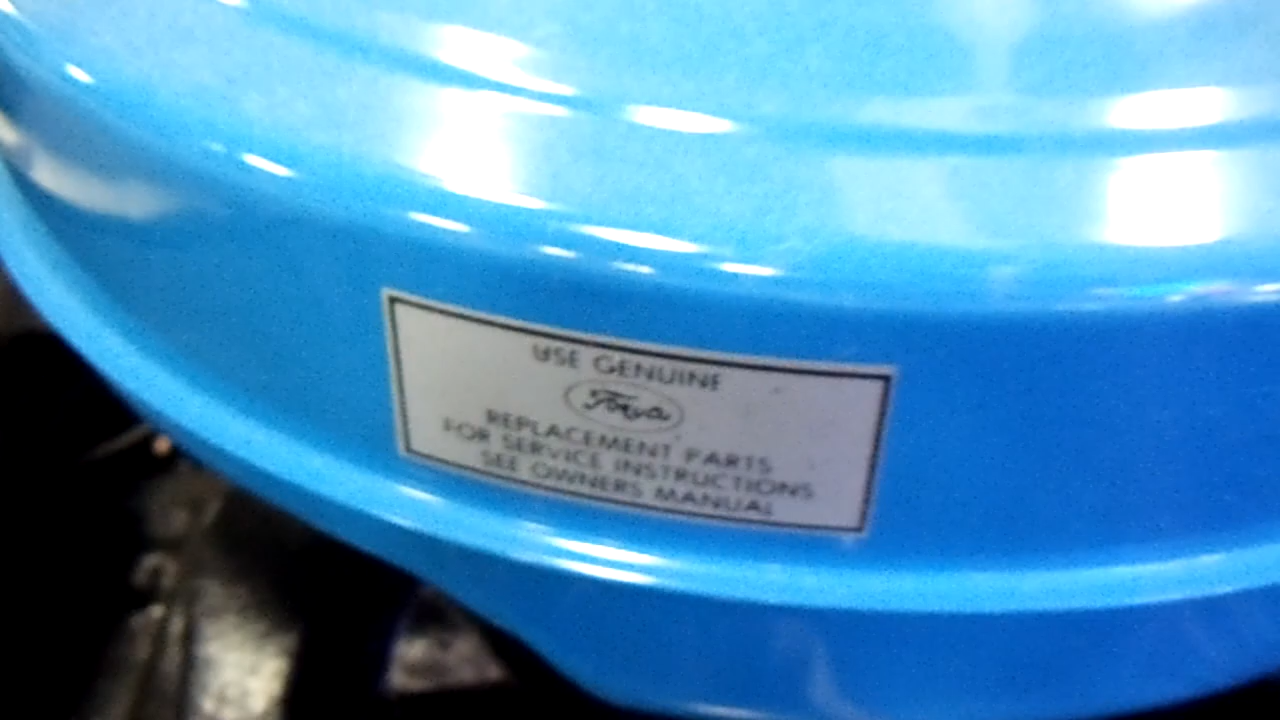 USE GENUINE
Ford
REPLACEMENT PARTS
FOR SERVICE INSTRUCTIONS
SEE OWNERS MANUAL